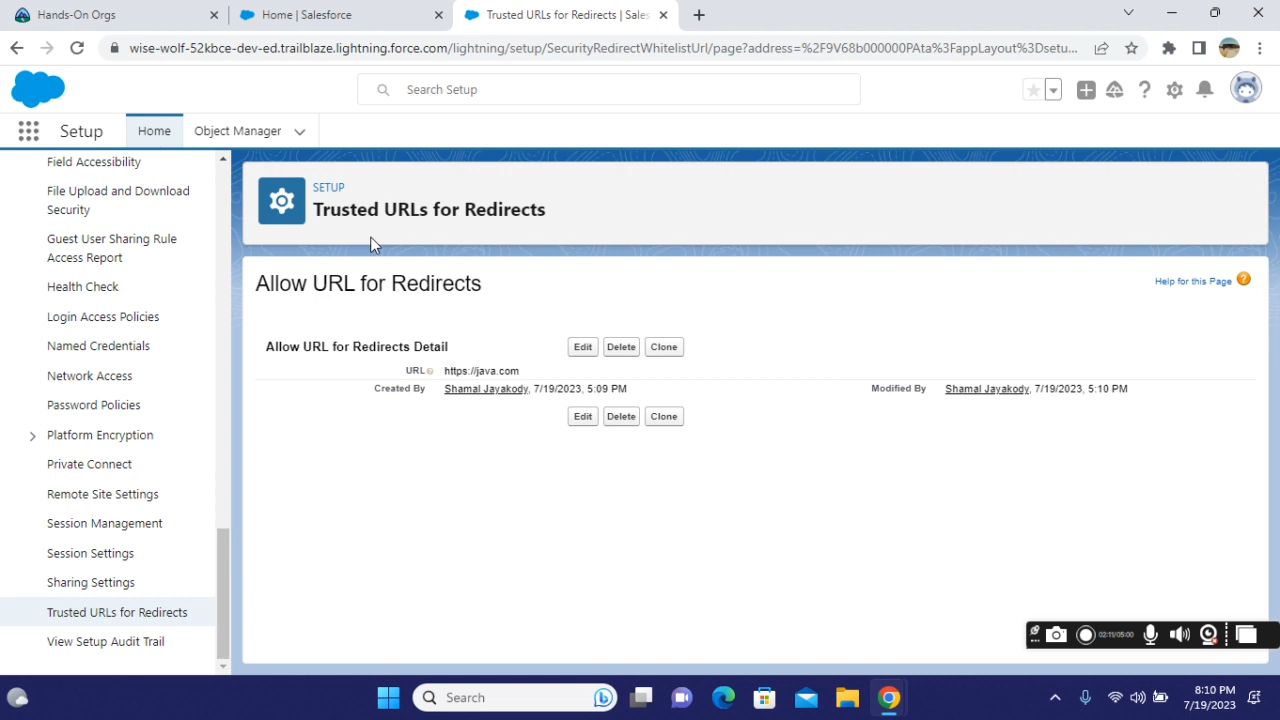 Hands-On Orgs
Home | Salesforce
Trusted URLs for Redirects | Sales
wise-wolf-52kbce-dev-ed.trailblaze.lightning.force.com/lightning/setup/SecurityRedirectWhitelistUrl/page?address=%2F9V68b000000PAta%3FappLayout%3Dsetu...
Search Setup
Setup
Home
Object Manager
Field Accessibility
File Upload and Download
Security
Guest User Sharing Rule
Access Report
Health Check
Login Access Policies
Named Credentials
Network Access
Password Policies
Platform Encryption
Private Connect
Remote Site Settings
Session Management
Session Settings
Sharing Settings
Trusted URLs for Redirects
View Setup Audit Trail
SETUP
Trusted URLs for Redirects
Allow URL for Redirects
Help for this Page ?
Allow URL for Redirects Detail
Edit Delete Clone
URL https://java.com
Created By Shamal Jayakody, 7/19/2023, 5:09 PM
Modified By Shamal Jayakody, 7/19/2023, 5:10 PM
Edit Delete Clone
02:11/05:00
Search
8:10 PM
7/19/2023